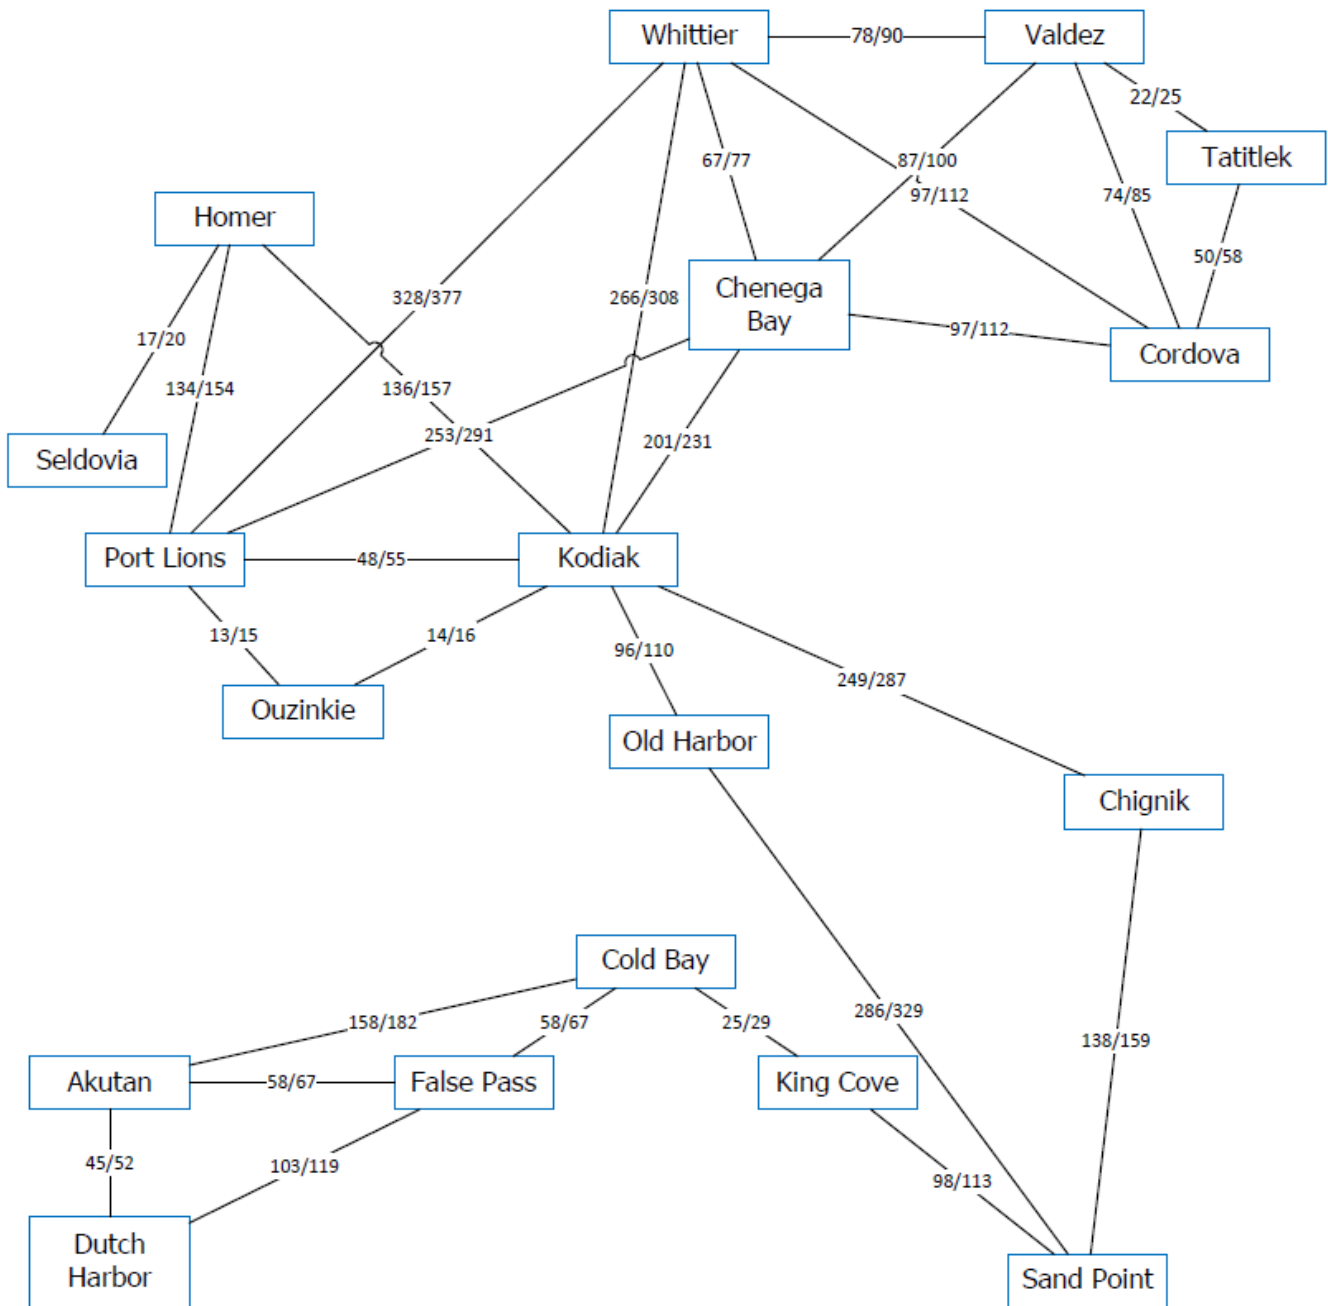 Whittier
78/90
Valdez
22/25
Tatitlek
67/77
87/100
97/112
74/85
Homer
50/58
328/377
266/308
Chenega
Bay
17/20
97/112
Cordova
134/154
136/157
253/291
201/231
Seldovia
Port Lions
48/55
Kodiak
13/15
14/16
96/110
249/287
Ouzinkie
Old Harbor
Chignik
Cold Bay
158/182
58/67
25/29
286/329
138/159
Akutan
58/67
False Pass
King Cove
45/52
103/119
98/113
Dutch
Harbor
Sand Point